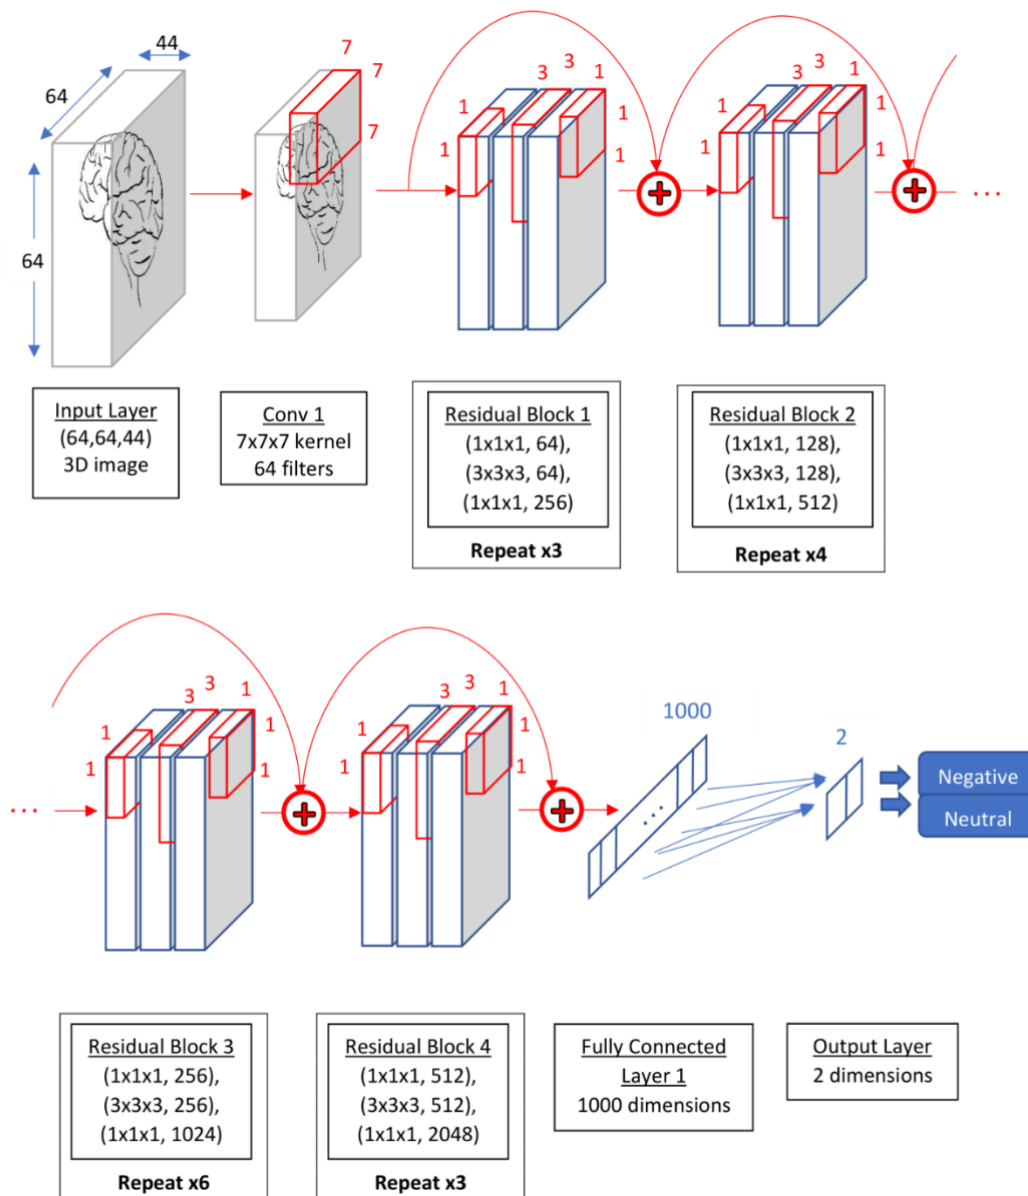 44
64
64
7
7
7
1
1
3
3
1
1
1
1
1
3
3
1
1
1
...
Input Layer
(64,64,44)
3D image
Conv 1
7x7x7 kernel
64 filters
Residual Block 1
(1x1x1, 64),
(3x3x3, 64),
(1x1x1, 256)
Repeat x3
Residual Block 2
(1x1x1, 128),
(3x3x3, 128),
(1x1x1, 512)
Repeat x4
...
1
1
3
3
1
1
1
1
1
3
3
1
1
1
1000
...
2
Negative
Neutral
Residual Block 3
(1x1x1, 256),
(3x3x3, 256),
(1x1x1, 1024)
Repeat x6
Residual Block 4
(1x1x1, 512),
(3x3x3, 512),
(1x1x1, 2048)
Repeat x3
Fully Connected
Layer 1
1000 dimensions
Output Layer
2 dimensions